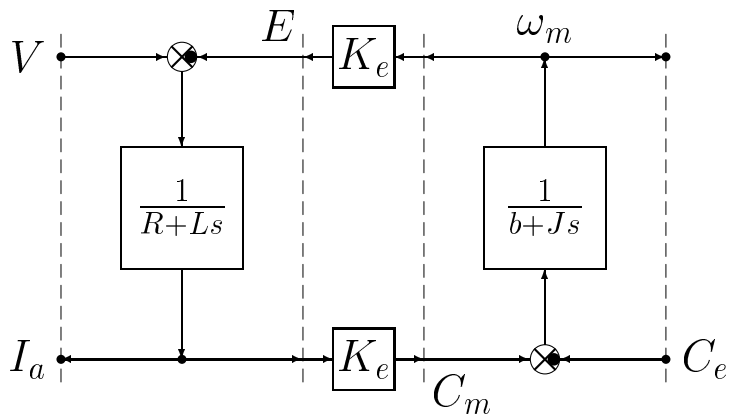 V
E
K_e
ω_m
1/(R+Ls)
1/(b+Js)
I_a
K_e
C_m
C_e